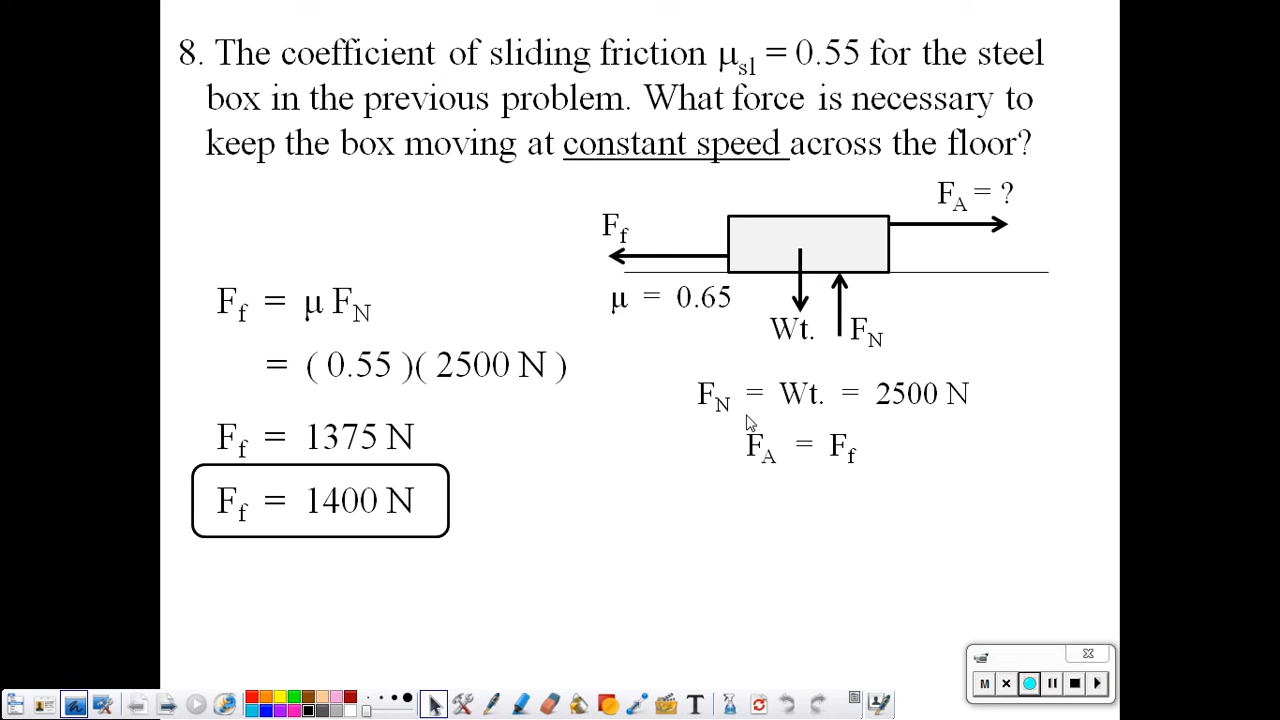 8. The coefficient of sliding friction μsl = 0.55 for the steel
box in the previous problem. What force is necessary to
keep the box moving at constant speed across the floor?
FA = ?
Ff
μ = 0.65
Wt.
FN
Ff = μ FN
= ( 0.55 )( 2500 N )
Ff = 1375 N
Ff = 1400 N
FN = Wt. = 2500 N
FA = Ff
M
T